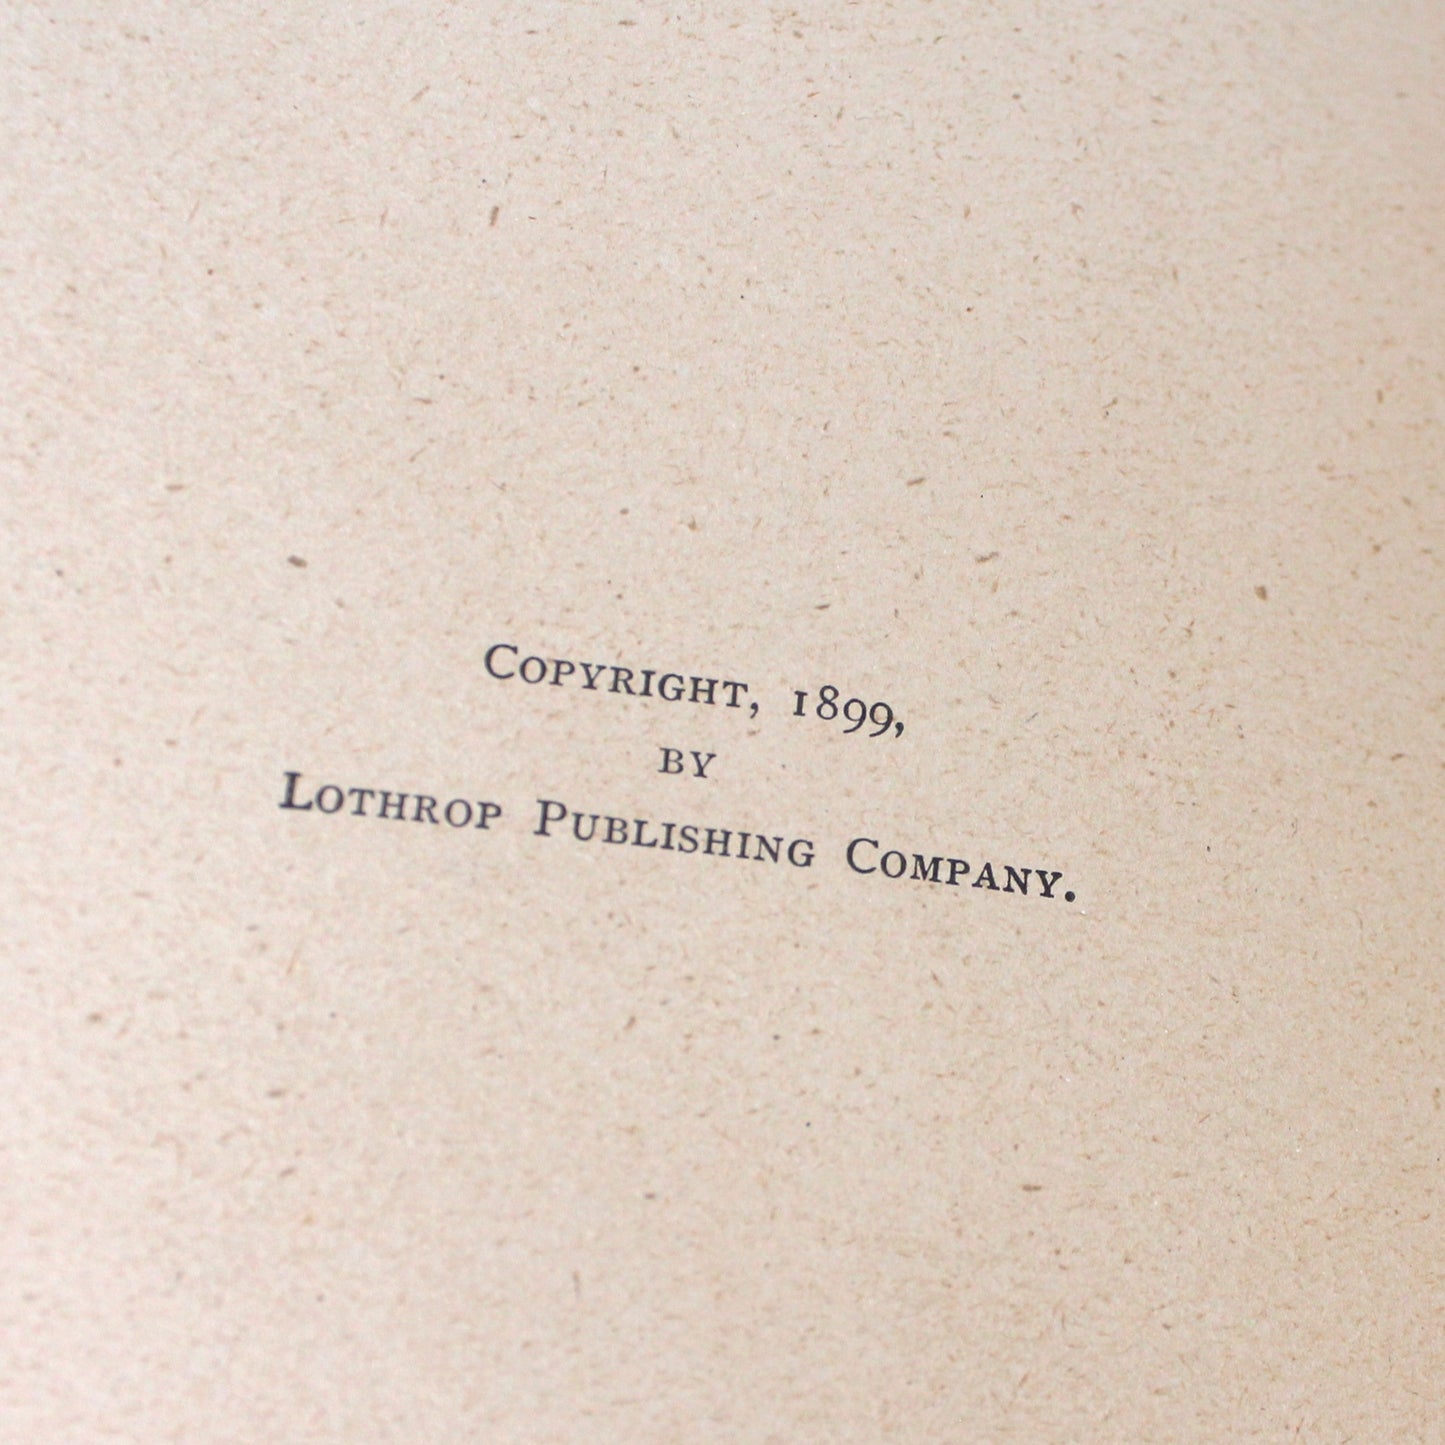 Copyright, 1899,
by
Lothrop Publishing Company.